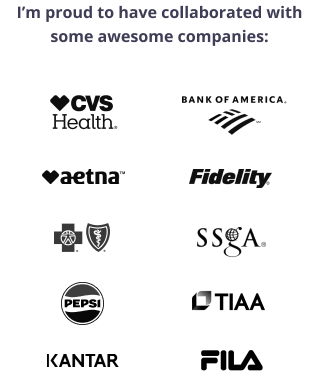 I'm proud to have collaborated with
some awesome companies:
CVS
Health®
BANK OF AMERICA®
aetna™
Fidelity®
SSGA®
PEPSI
TIAA
KANTAR
FILA